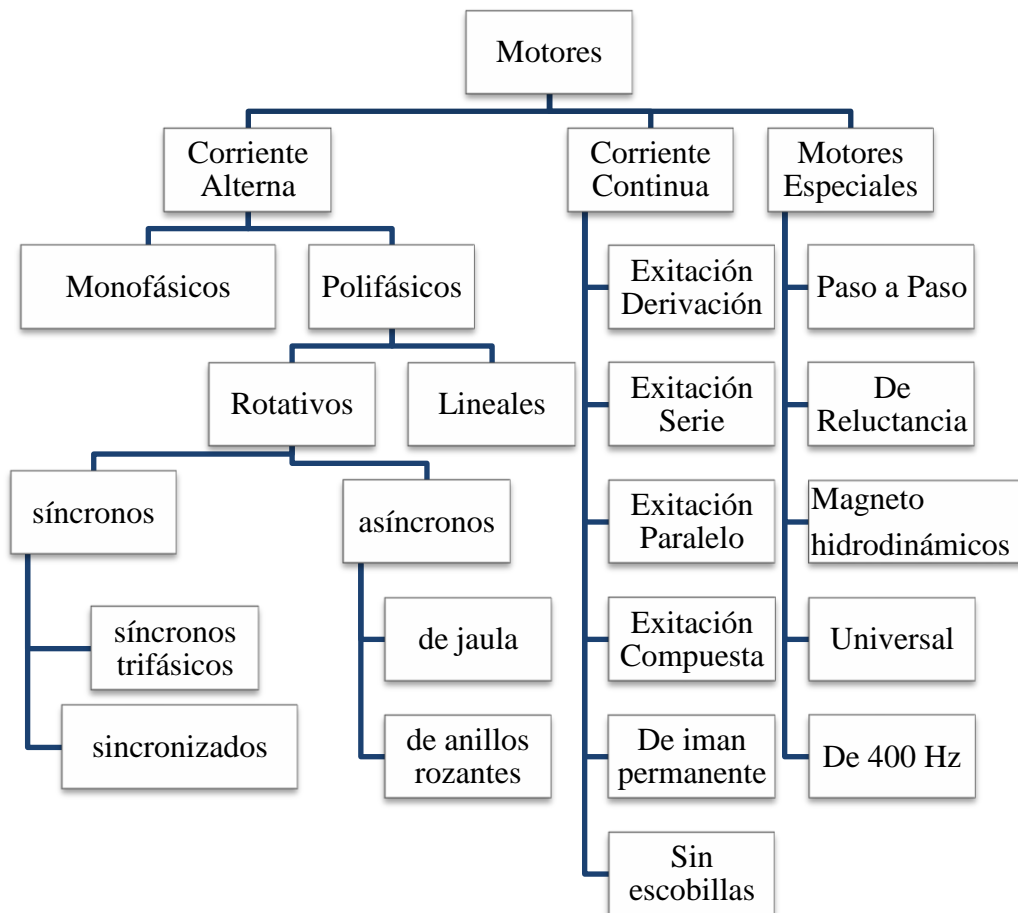 Motores
Corriente
Alterna
Corriente
Continua
Motores
Especiales
Monofásicos
Polifásicos
Rotativos
Lineales
síncronos
asíncronos
síncronos
trifásicos
sincronizados
de jaula
de anillos
rozantes
Exitación
Derivación
Exitación
Serie
Exitación
Paralelo
Exitación
Compuesta
De iman
permanente
Sin
escobillas
Paso a Paso
De
Reluctancia
Magneto
hidrodinámicos
Universal
De 400 Hz